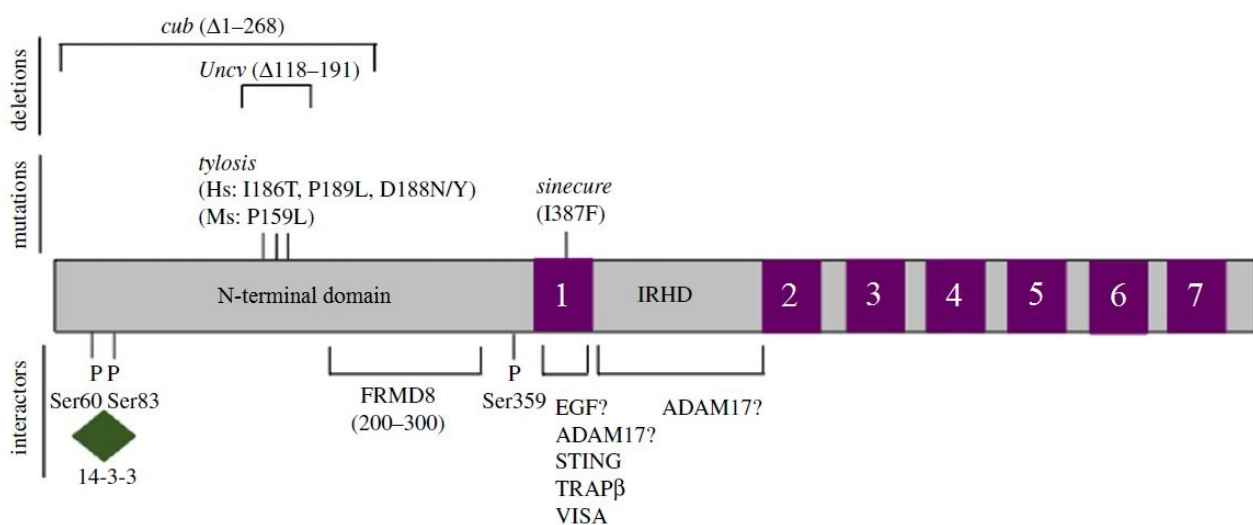 cub (Δ1–268)
Uncv (Δ118–191)
deletions
tylosis
(Hs: I186T, P189L, D188N/Y)
(Ms: P159L)
sinecure
(I387F)
mutations
N-terminal domain
1
IRHD
2
3
4
5
6
7
P P
Ser60 Ser83
14-3-3
FRMD8
(200–300)
P
Ser359
EGF?
ADAM17?
STING
TRAPβ
VISA
ADAM17?
interactors